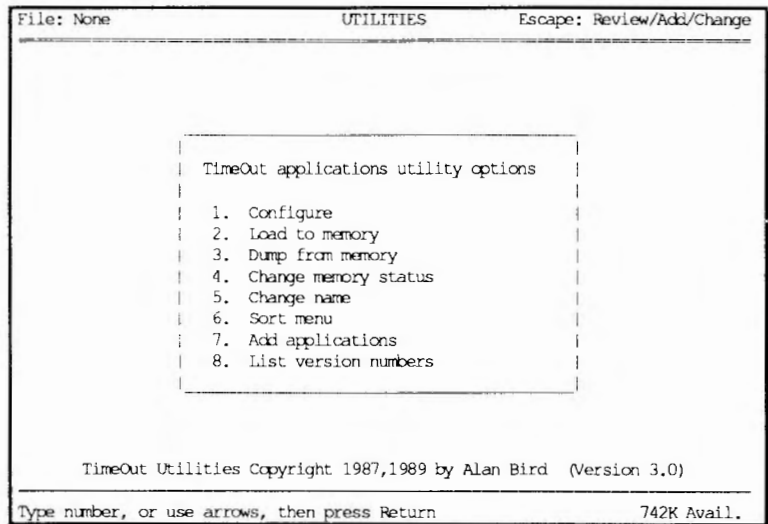 File: None UTILITIES Escape: Review/Add/Change
TimeOut applications utility options
1. Configure
2. Load to memory
3. Dump from memory
4. Change memory status
5. Change name
6. Sort menu
7. Add applications
8. List version numbers
TimeOut Utilities Copyright 1987,1989 by Alan Bird (Version 3.0)
Type number, or use arrows, then press Return 742K Avail.